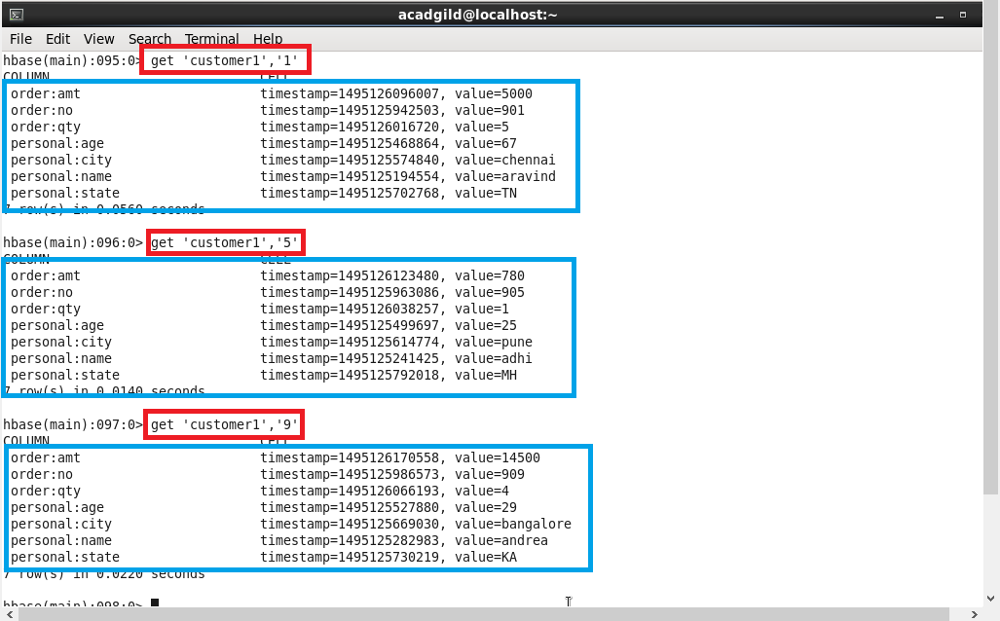 acadgild@localhost:~
File Edit View Search Terminal Help
hbase(main):095:0> get 'customer1','1'
COLUMN CELL
order:amt timestamp=1495126096007, value=5000
order:no timestamp=1495125942503, value=901
order:qty timestamp=1495126016720, value=5
personal:age timestamp=1495125468864, value=67
personal:city timestamp=1495125574840, value=chennai
personal:name timestamp=1495125194554, value=aravind
personal:state timestamp=1495125702768, value=TN
7 row(s) in 0.0560 seconds
hbase(main):096:0> get 'customer1','5'
COLUMN CELL
order:amt timestamp=1495126123480, value=780
order:no timestamp=1495125963086, value=905
order:qty timestamp=1495126038257, value=1
personal:age timestamp=1495125499697, value=25
personal:city timestamp=1495125614774, value=pune
personal:name timestamp=1495125241425, value=adhi
personal:state timestamp=1495125792018, value=MH
7 row(s) in 0.0140 seconds
hbase(main):097:0> get 'customer1','9'
COLUMN CELL
order:amt timestamp=1495126170558, value=14500
order:no timestamp=1495125986573, value=909
order:qty timestamp=1495126066193, value=4
personal:age timestamp=1495125527880, value=29
personal:city timestamp=1495125669030, value=bangalore
personal:name timestamp=1495125282983, value=andrea
personal:state timestamp=1495125730219, value=KA
7 row(s) in 0.0220 seconds
hbase(main):098:0>